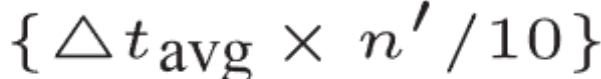 { △t_avg × n′/10}